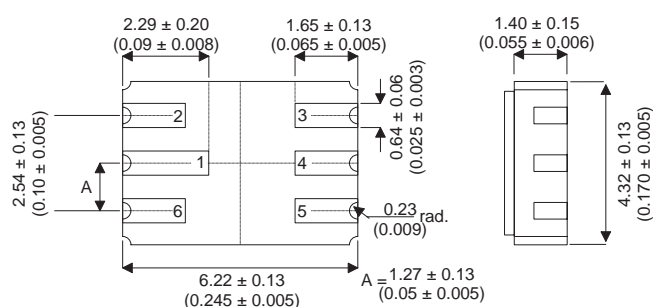 2.29 ± 0.20
(0.09 ± 0.008)
1.65 ± 0.13
(0.065 ± 0.005)
1.40 ± 0.15
(0.055 ± 0.006)
2
3
0.64 ± 0.06
(0.025 ± 0.003)
2.54 ± 0.13
(0.10 ± 0.005)
A
1
4
4.32 ± 0.13
(0.170 ± 0.005)
6
5
0.23 rad.
(0.009)
6.22 ± 0.13
(0.245 ± 0.005)
A = 1.27 ± 0.13
(0.05 ± 0.005)